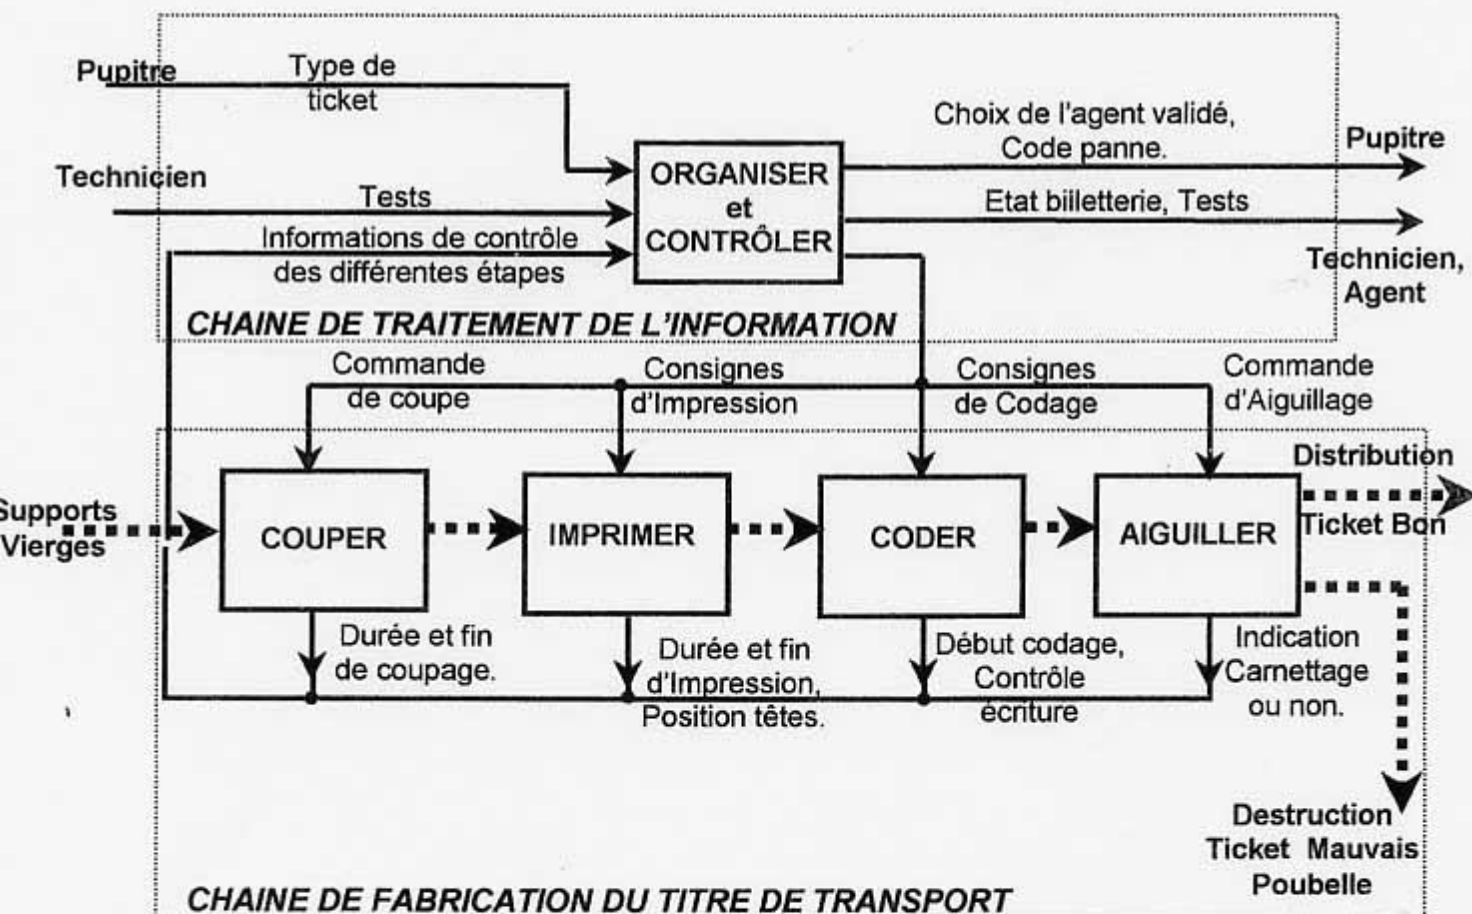 Pupitre
Type de
ticket
Choix de l'agent validé,
Code panne.
Pupitre
Technicien
Tests
ORGANISER
et
CONTRÔLER
Etat billetterie, Tests
Informations de contrôle
des différentes étapes
Technicien,
Agent
CHAINE DE TRAITEMENT DE L'INFORMATION
Commande
de coupe
Consignes
d'Impression
Consignes
de Codage
Commande
d'Aiguillage
Supports
Vierges
COUPER
IMPRIMER
CODER
AIGUILLER
Distribution
Ticket Bon
Durée et fin
de coupage.
Durée et fin
d'Impression,
Position têtes.
Début codage,
Contrôle
écriture
Indication
Carnettage
ou non.
Destruction
Ticket Mauvais
Poubelle
CHAINE DE FABRICATION DU TITRE DE TRANSPORT